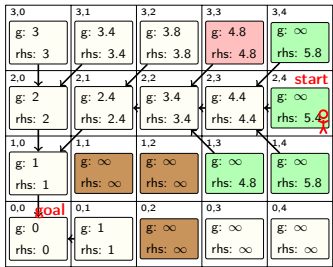 3,0 3,1 3,2 3,3 3,4
g: 3 g: 3.4 g: 3.8 g: 4.8 g: ∞
rhs: 3 rhs: 3.4 rhs: 3.8 rhs: 4.8 rhs: 5.8
start
2,0 2,1 2,2 2,3 2,4
g: 2 g: 2.4 g: 3.4 g: 4.4 g: ∞
rhs: 2 rhs: 2.4 rhs: 3.4 rhs: 4.4 rhs: 5.4
1,0 1,1 1,2 1,3 1,4
g: 1 g: ∞ g: ∞ g: ∞ g: ∞
rhs: 1 rhs: ∞ rhs: ∞ rhs: 4.8 rhs: 5.8
goal
0,0 0,1 0,2 0,3 0,4
g: 0 g: 1 g: ∞ g: ∞ g: ∞
rhs: 0 rhs: 1 rhs: ∞ rhs: ∞ rhs: ∞